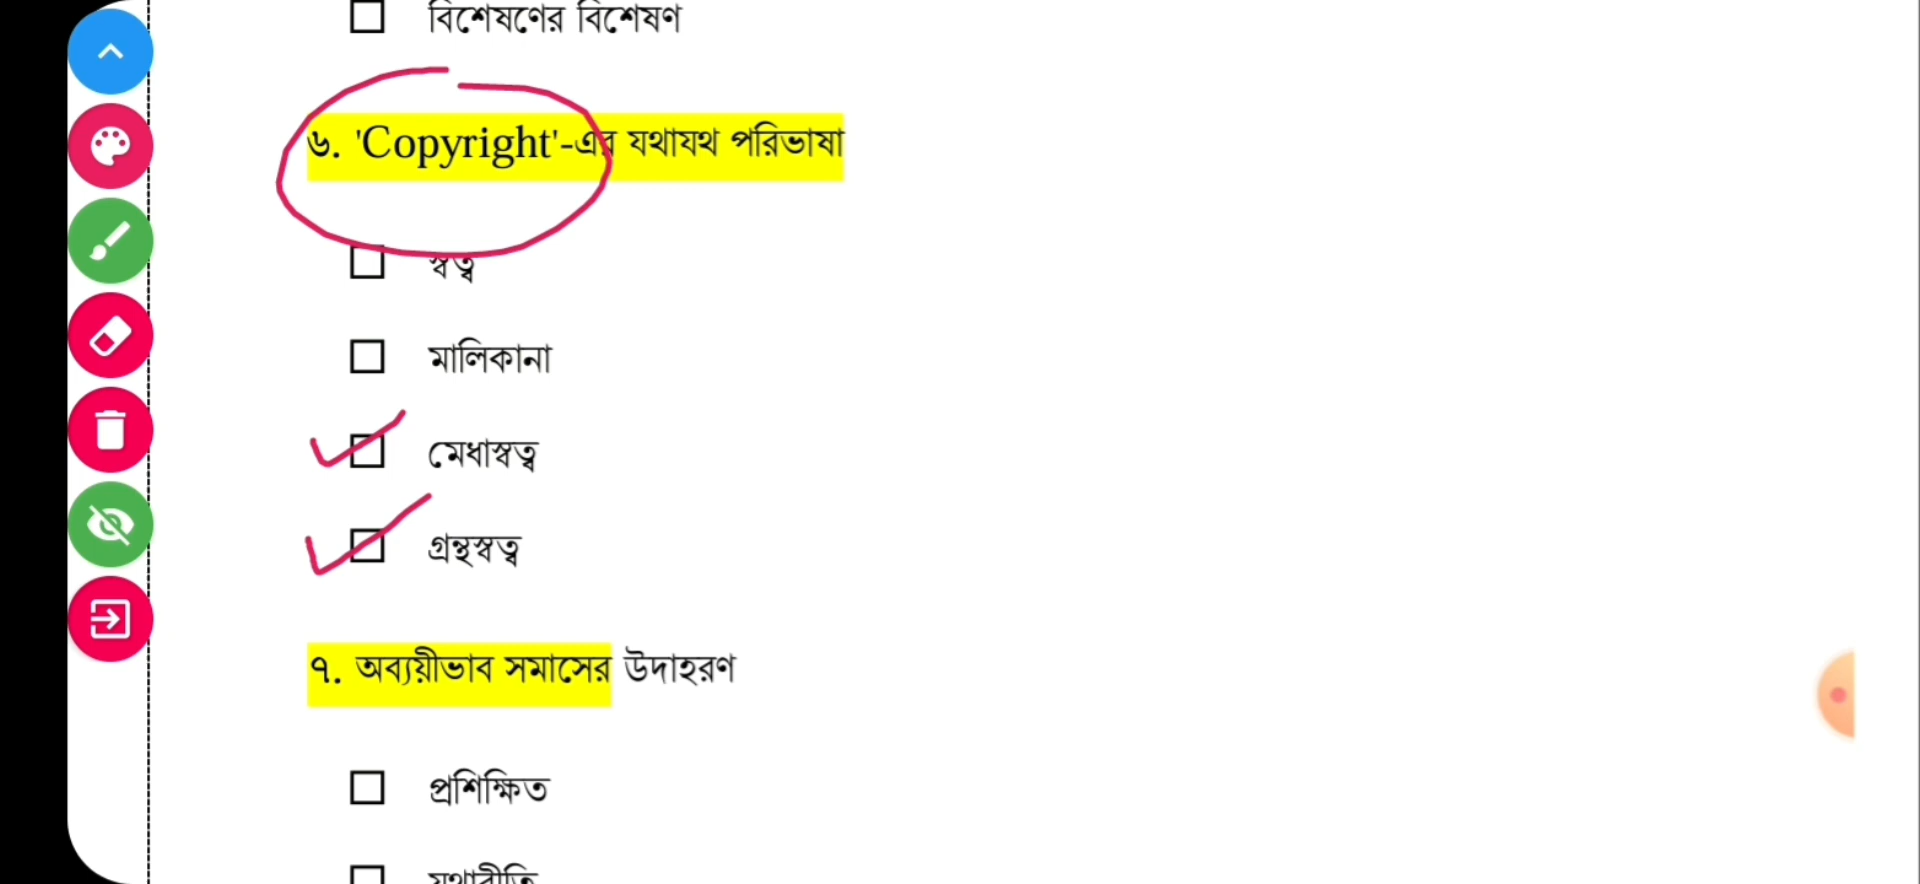 বিশেষণের বিশেষণ
৬. 'Copyright'-এর যথাযথ পরিভাষা
স্বত্ব
মালিকানা
মেধাস্বত্ব
গ্রন্থস্বত্ব
৭. অব্যয়ীভাব সমাসের উদাহরণ
প্রশিক্ষিত
যথারীতি